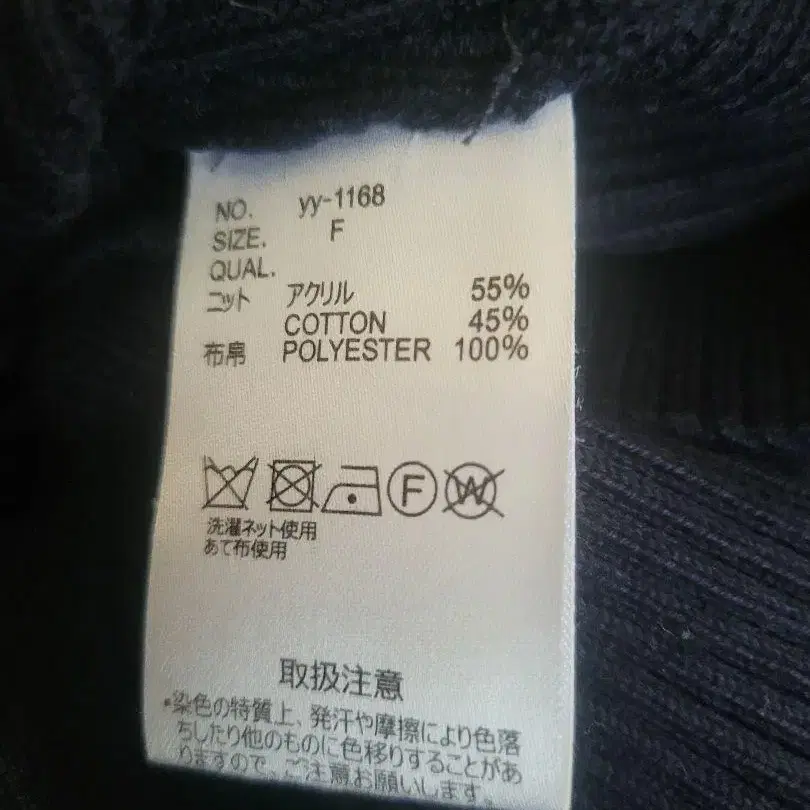 NO. yy-1168
SIZE. F
QUAL.
ニット アクリル 55%
COTTON 45%
布帛 POLYESTER 100%
F W
洗濯ネット使用
あて布使用
取扱注意
•染色の特質上、発汗や摩擦により色落
ちしたり他のものに色移りすることがあ
りますので、ご注意お願いします。